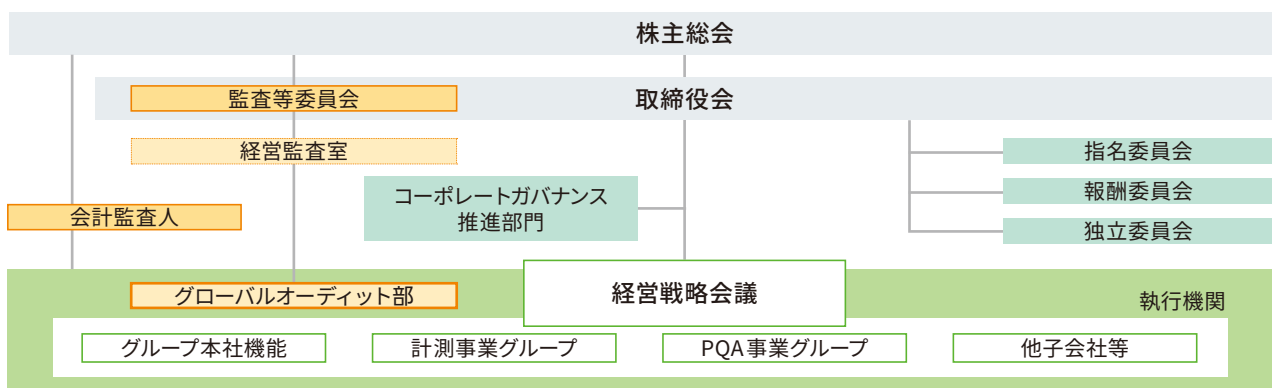 株主総会
監査等委員会
取締役会
経営監査室
指名委員会
コーポレートガバナンス
推進部門
報酬委員会
会計監査人
独立委員会
グローバルオーディット部
経営戦略会議
執行機関
グループ本社機能
計測事業グループ
PQA事業グループ
他子会社等